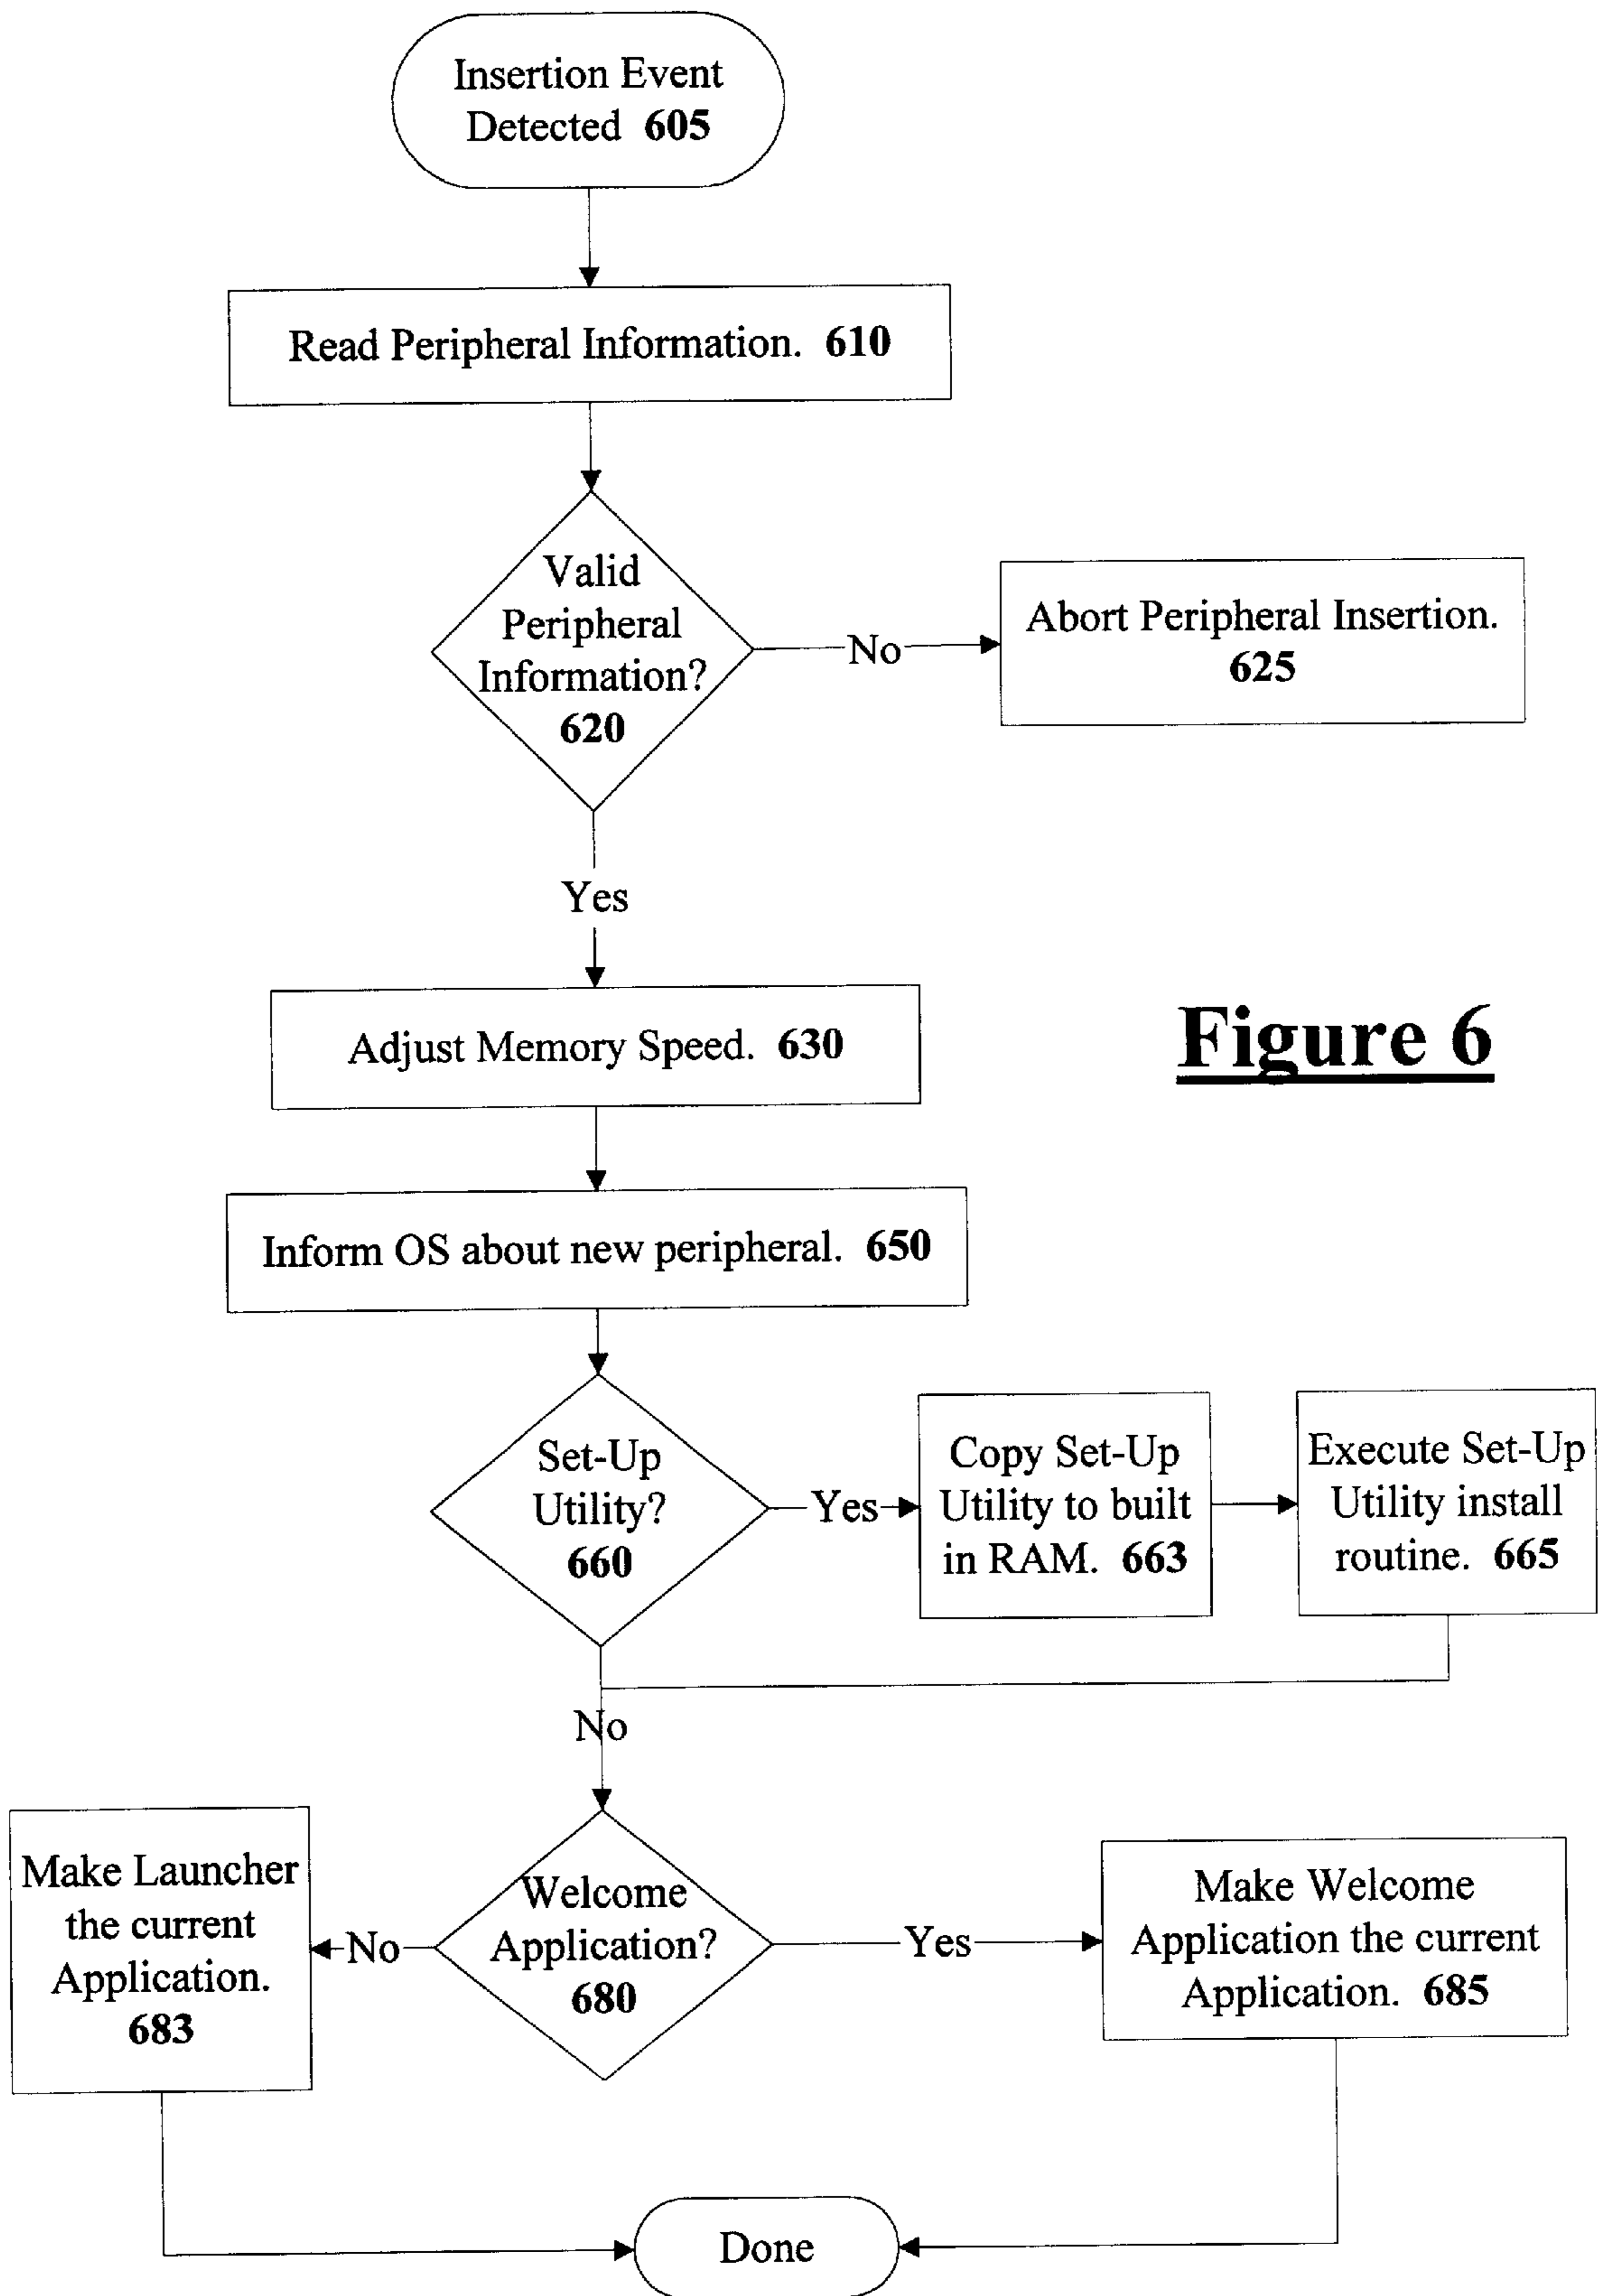 Insertion Event
Detected 605
Read Peripheral Information. 610
Valid
Peripheral
Information?
620
No
Abort Peripheral Insertion.
625
Yes
Adjust Memory Speed. 630
Figure 6
Inform OS about new peripheral. 650
Set-Up
Utility?
660
Yes
Copy Set-Up
Utility to built
in RAM. 663
Execute Set-Up
Utility install
routine. 665
No
Make Launcher
the current
Application.
683
No
Welcome
Application?
680
Yes
Make Welcome
Application the current
Application. 685
Done